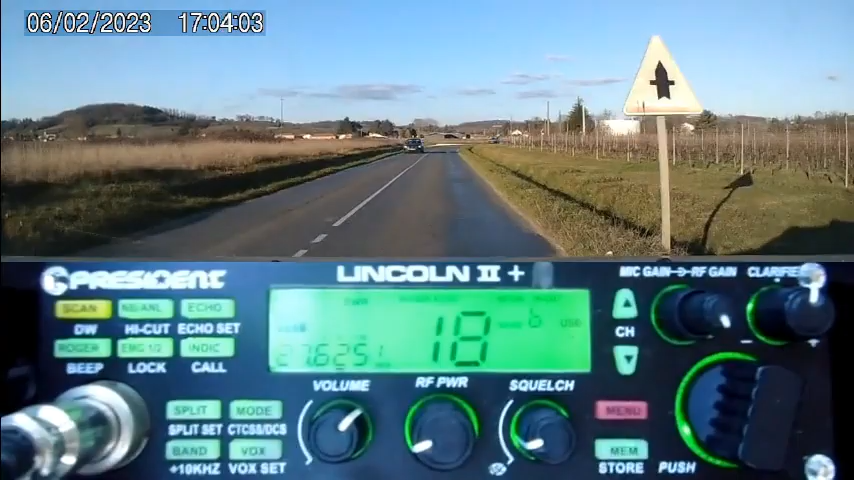 06/02/2023 17:04:03
PRESIDENT LINCOLN II + MIC GAIN RF GAIN CLARIFIER
SCAN NB/ANL ECHO
DW HI-CUT ECHO SET
ROGER EMG 1/2 INDIC
BEEP LOCK CALL
18 6 USB
27.6251
CH
VOLUME RF PWR SQUELCH
SPLIT MODE
SPLIT SET CTCSS/DCS
BAND VOX
+10KHZ VOX SET
MENU
MEM
STORE PUSH